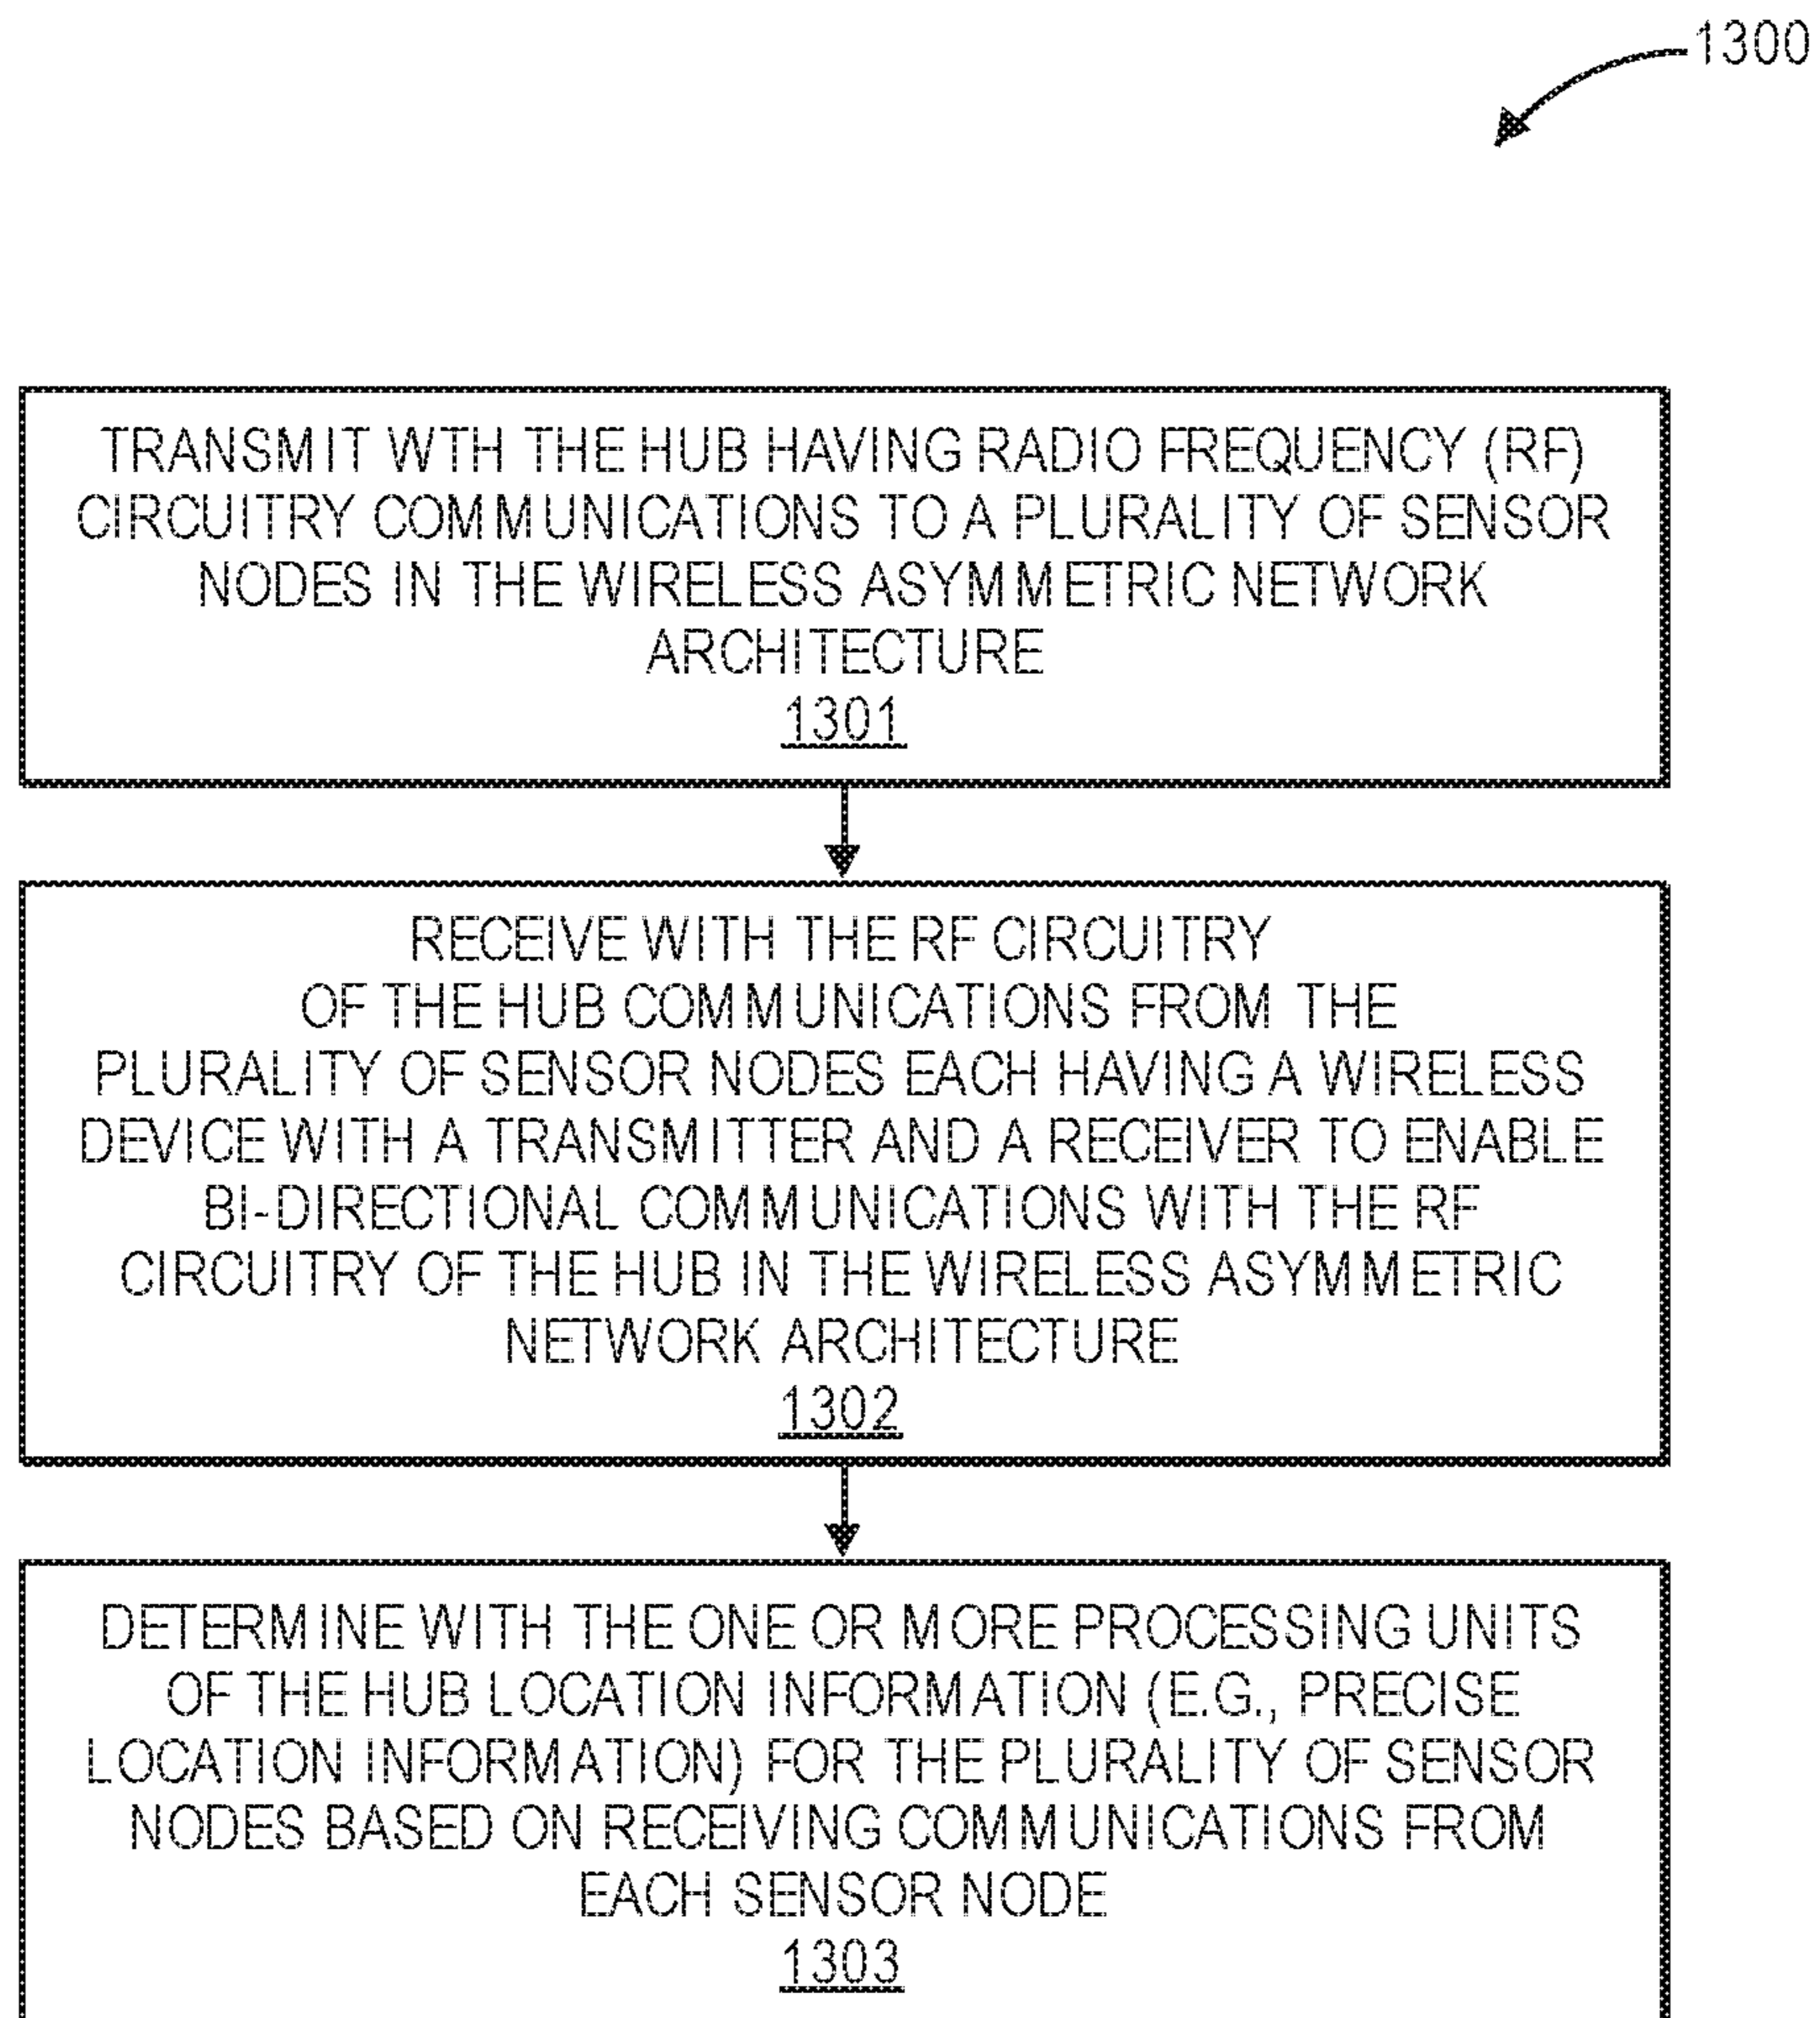 1300
TRANSMIT WTH THE HUB HAVING RADIO FREQUENCY (RF)
CIRCUITRY COMMUNICATIONS TO A PLURALITY OF SENSOR
NODES IN THE WIRELESS ASYMMETRIC NETWORK
ARCHITECTURE
1301
RECEIVE WITH THE RF CIRCUITRY
OF THE HUB COMMUNICATIONS FROM THE
PLURALITY OF SENSOR NODES EACH HAVING A WIRELESS
DEVICE WITH A TRANSMITTER AND A RECEIVER TO ENABLE
BI-DIRECTIONAL COMMUNICATIONS WITH THE RF
CIRCUITRY OF THE HUB IN THE WIRELESS ASYMMETRIC
NETWORK ARCHITECTURE
1302
DETERMINE WITH THE ONE OR MORE PROCESSING UNITS
OF THE HUB LOCATION INFORMATION (E.G., PRECISE
LOCATION INFORMATION) FOR THE PLURALITY OF SENSOR
NODES BASED ON RECEIVING COMMUNICATIONS FROM
EACH SENSOR NODE
1303